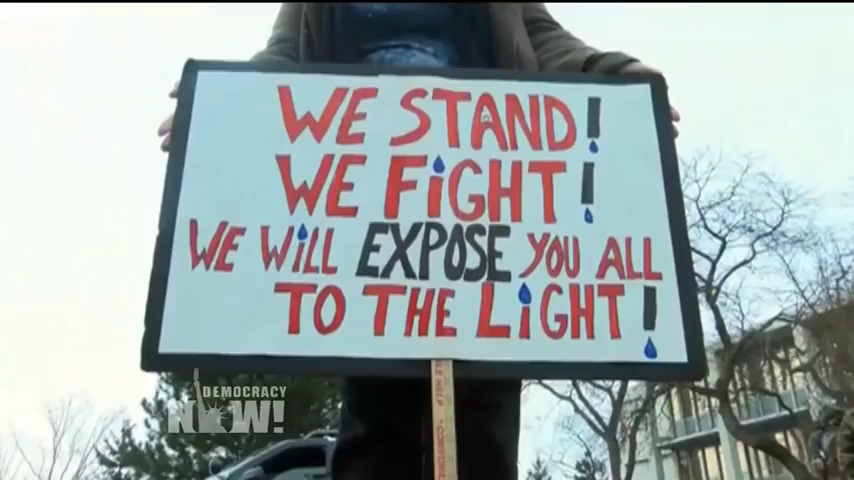 WE STAND!
WE FiGHT!
WE WiLL EXPOSE YOU ALL
TO THE LiGHT!
DEMOCRACY
NOW!